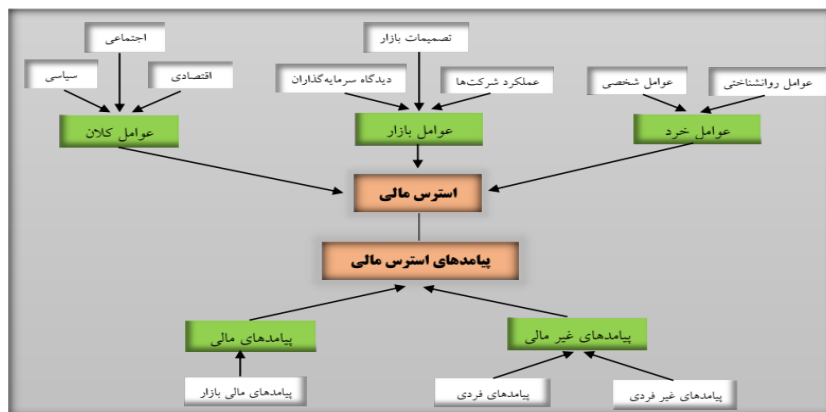 اجتماعی
تصمیمات بازار
عوامل روانشناختی
عوامل شخصی
عملکرد شرکت‌ها
دیدگاه سرمایه‌گذاران
اقتصادی
سیاسی
عوامل خرد
عوامل بازار
عوامل کلان
استرس مالی
پیامدهای استرس مالی
پیامدهای غیر مالی
پیامدهای مالی
پیامدهای غیر فردی
پیامدهای فردی
پیامدهای مالی بازار